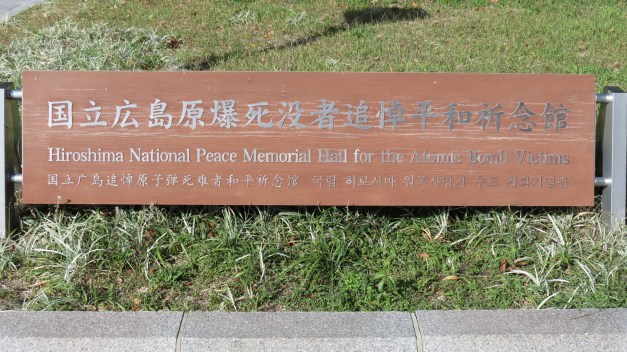 国立広島原爆死没者追悼平和祈念館
Hiroshima National Peace Memorial Hall for the Atomic Bomb Victims
国立广岛追悼原子弹死难者和平祈念馆 국립 히로시마 원폭사망자 추도 평화기념관